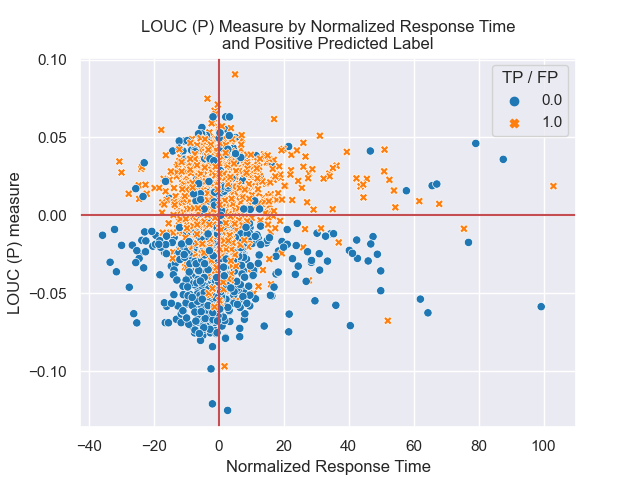 LOUC (P) Measure by Normalized Response Time
and Positive Predicted Label
TP / FP
0.0
1.0
0.10
0.05
0.00
−0.05
−0.10
LOUC (P) measure
−40 −20 0 20 40 60 80 100
Normalized Response Time